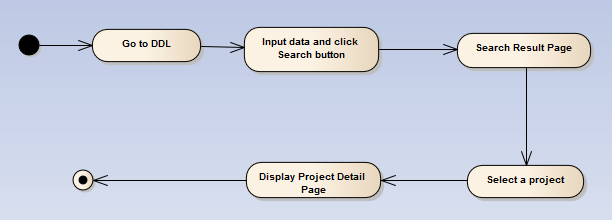 Go to DDL
Input data and click
Search button
Search Result Page
Select a project
Display Project Detail
Page